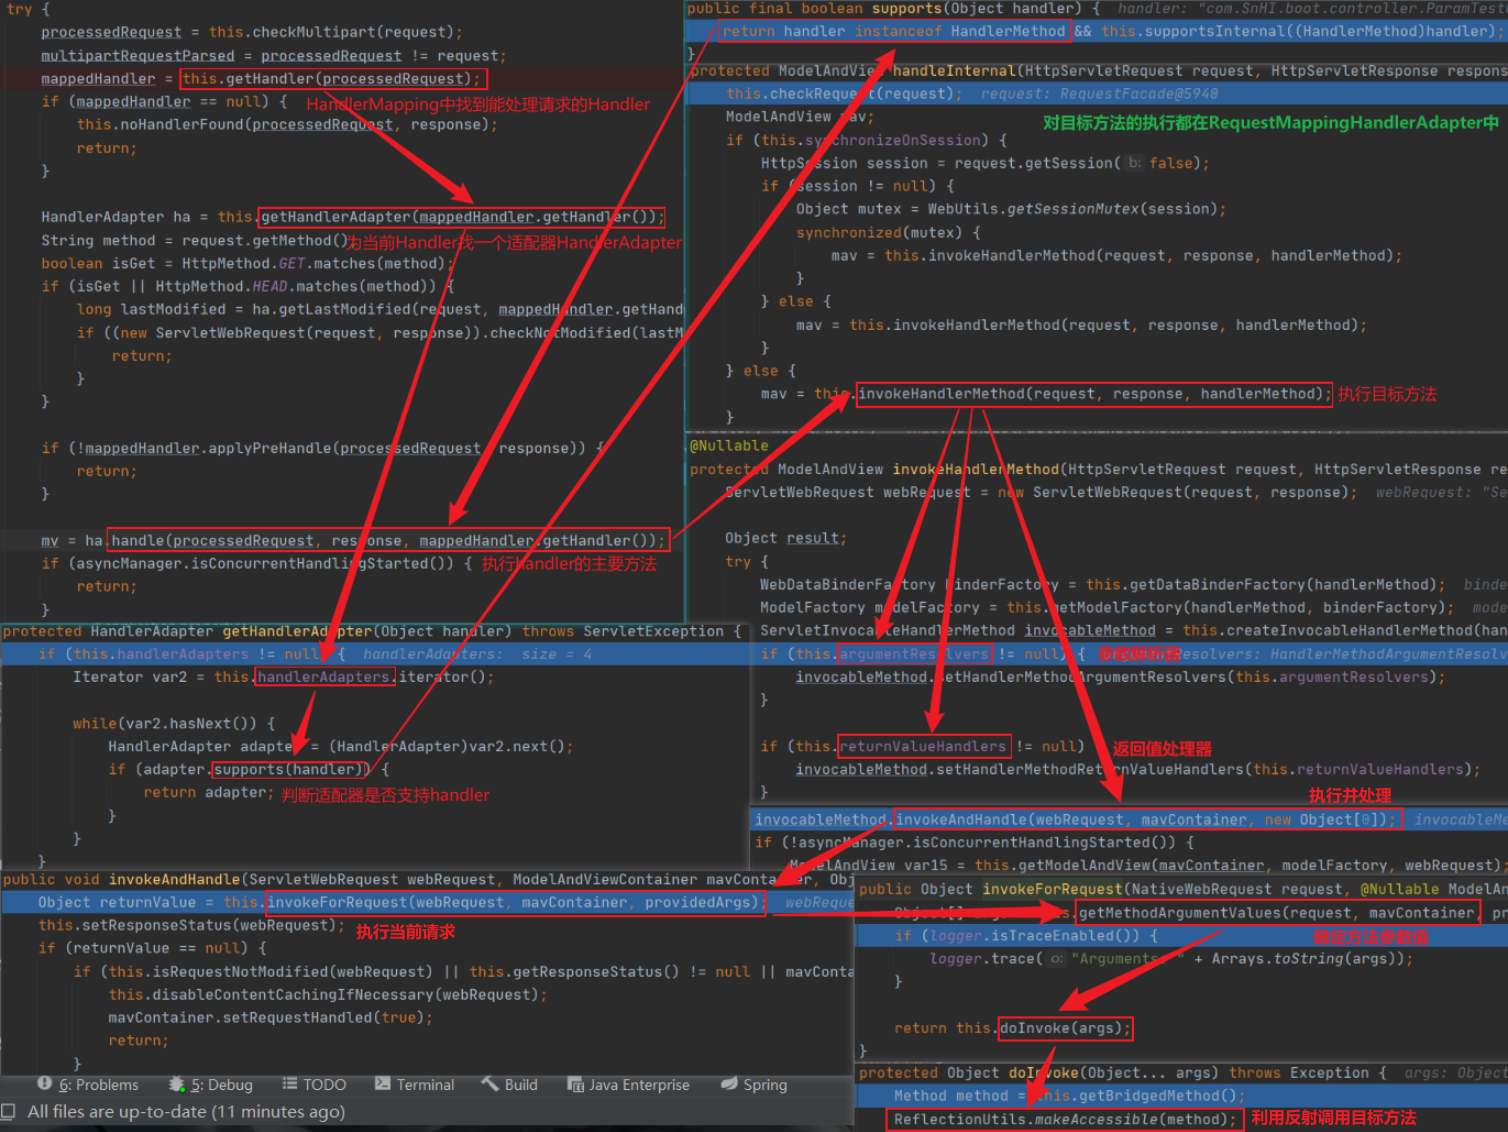 try {
processedRequest = this.checkMultipart(request);
multipartRequestParsed = processedRequest != request;
mappedHandler = this.getHandler(processedRequest);
if (mappedHandler == null) { HandlerMapping中找到能处理请求的Handler
this.noHandlerFound(processedRequest, response);
return;
}
HandlerAdapter ha = this.getHandlerAdapter(mappedHandler.getHandler());
String method = request.getMethod() 为当前Handler找一个适配器HandlerAdapter
boolean isGet = HttpMethod.GET.matches(method);
if (isGet || HttpMethod.HEAD.matches(method)) {
long lastModified = ha.getLastModified(request, mappedHandler.getHand
if ((new ServletWebRequest(request, response)).checkNotModified(lastM
return;
}
}
if (!mappedHandler.applyPreHandle(processedRequest, response)) {
return;
}
mv = ha.handle(processedRequest, response, mappedHandler.getHandler());
if (asyncManager.isConcurrentHandlingStarted()) { 执行handler的主要方法
return;
}
protected HandlerAdapter getHandlerAdapter(Object handler) throws ServletException {
if (this.handlerAdapters != null) { handlerAdapters: size = 4
Iterator var2 = this.handlerAdapters.iterator();
while(var2.hasNext()) {
HandlerAdapter adapter = (HandlerAdapter)var2.next();
if (adapter.supports(handler)) {
return adapter; 判断适配器是否支持handler
}
}
}
public void invokeAndHandle(ServletWebRequest webRequest, ModelAndViewContainer mavContainer, Obj
Object returnValue = this.invokeForRequest(webRequest, mavContainer, providedArgs); webReque
this.setResponseStatus(webRequest); 执行当前请求
if (returnValue == null) {
if (this.isRequestNotModified(webRequest) || this.getResponseStatus() != null || mavConta
this.disableContentCachingIfNecessary(webRequest);
mavContainer.setRequestHandled(true);
return;
}
6: Problems 5: Debug TODO Terminal Build Java Enterprise Spring
All files are up-to-date (11 minutes ago)
public final boolean supports(Object handler) { handler: "com.SnHI.boot.controller.ParamTest
return handler instanceof HandlerMethod && this.supportsInternal((HandlerMethod)handler);
}
protected ModelAndView handleInternal(HttpServletRequest request, HttpServletResponse respons
this.checkRequest(request); request: RequestFacade@5940
ModelAndView mav; 对目标方法的执行都在RequestMappingHandlerAdapter中
if (this.synchronizeOnSession) {
HttpSession session = request.getSession( b: false);
if (session != null) {
Object mutex = WebUtils.getSessionMutex(session);
synchronized(mutex) {
mav = this.invokeHandlerMethod(request, response, handlerMethod);
}
} else {
mav = this.invokeHandlerMethod(request, response, handlerMethod);
}
} else {
mav = this.invokeHandlerMethod(request, response, handlerMethod); 执行目标方法
}
@Nullable
protected ModelAndView invokeHandlerMethod(HttpServletRequest request, HttpServletResponse re
ServletWebRequest webRequest = new ServletWebRequest(request, response); webRequest: "Se
Object result;
try {
WebDataBinderFactory binderFactory = this.getDataBinderFactory(handlerMethod); binde
ModelFactory modelFactory = this.getModelFactory(handlerMethod, binderFactory); mode
ServletInvocableHandlerMethod invocableMethod = this.createInvocableHandlerMethod(han
if (this.argumentResolvers != null) { 参数解析器 esolvers: HandlerMethodArgumentResolv
invocableMethod.setHandlerMethodArgumentResolvers(this.argumentResolvers);
}
if (this.returnValueHandlers != null) 返回值处理器
invocableMethod.setHandlerMethodReturnValueHandlers(this.returnValueHandlers);
}
执行并处理
invocableMethod.invokeAndHandle(webRequest, mavContainer, new Object[0]); invocableMe
if (!asyncManager.isConcurrentHandlingStarted()) {
ModelAndView var15 = this.getModelAndView(mavContainer, modelFactory, webRequest);
public Object invokeForRequest(NativeWebRequest request, @Nullable ModelAn
Object[] args = this.getMethodArgumentValues(request, mavContainer, pr
if (logger.isTraceEnabled()) { 确定方法参数值
logger.trace( o: "Arguments: " + Arrays.toString(args));
}
return this.doInvoke(args);
}
protected Object doInvoke(Object... args) throws Exception { args: Object
Method method = this.getBridgedMethod();
ReflectionUtils.makeAccessible(method); 利用反射调用目标方法